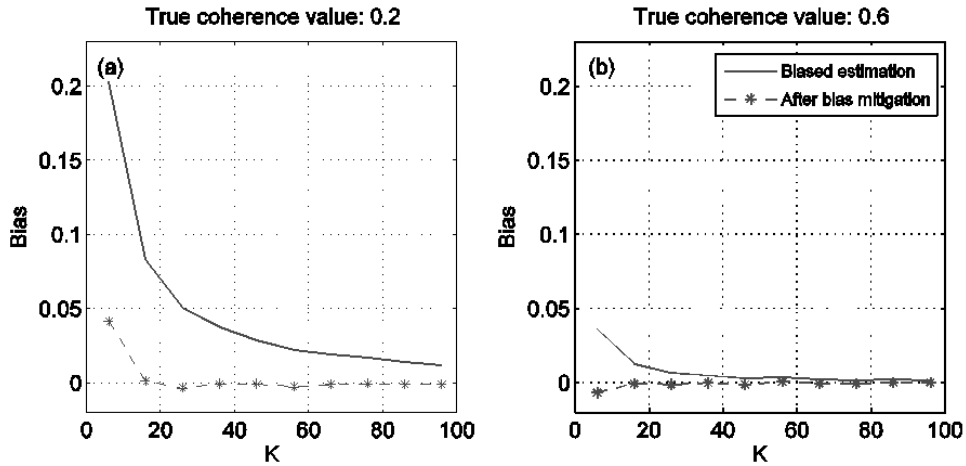 True coherence value: 0.2
(a)
0.2
0.15
0.1
0.05
0
Bias
0 20 40 60 80 100
K
True coherence value: 0.6
(b)
Biased estimation
After bias mitigation
0.2
0.15
0.1
0.05
0
Bias
0 20 40 60 80 100
K